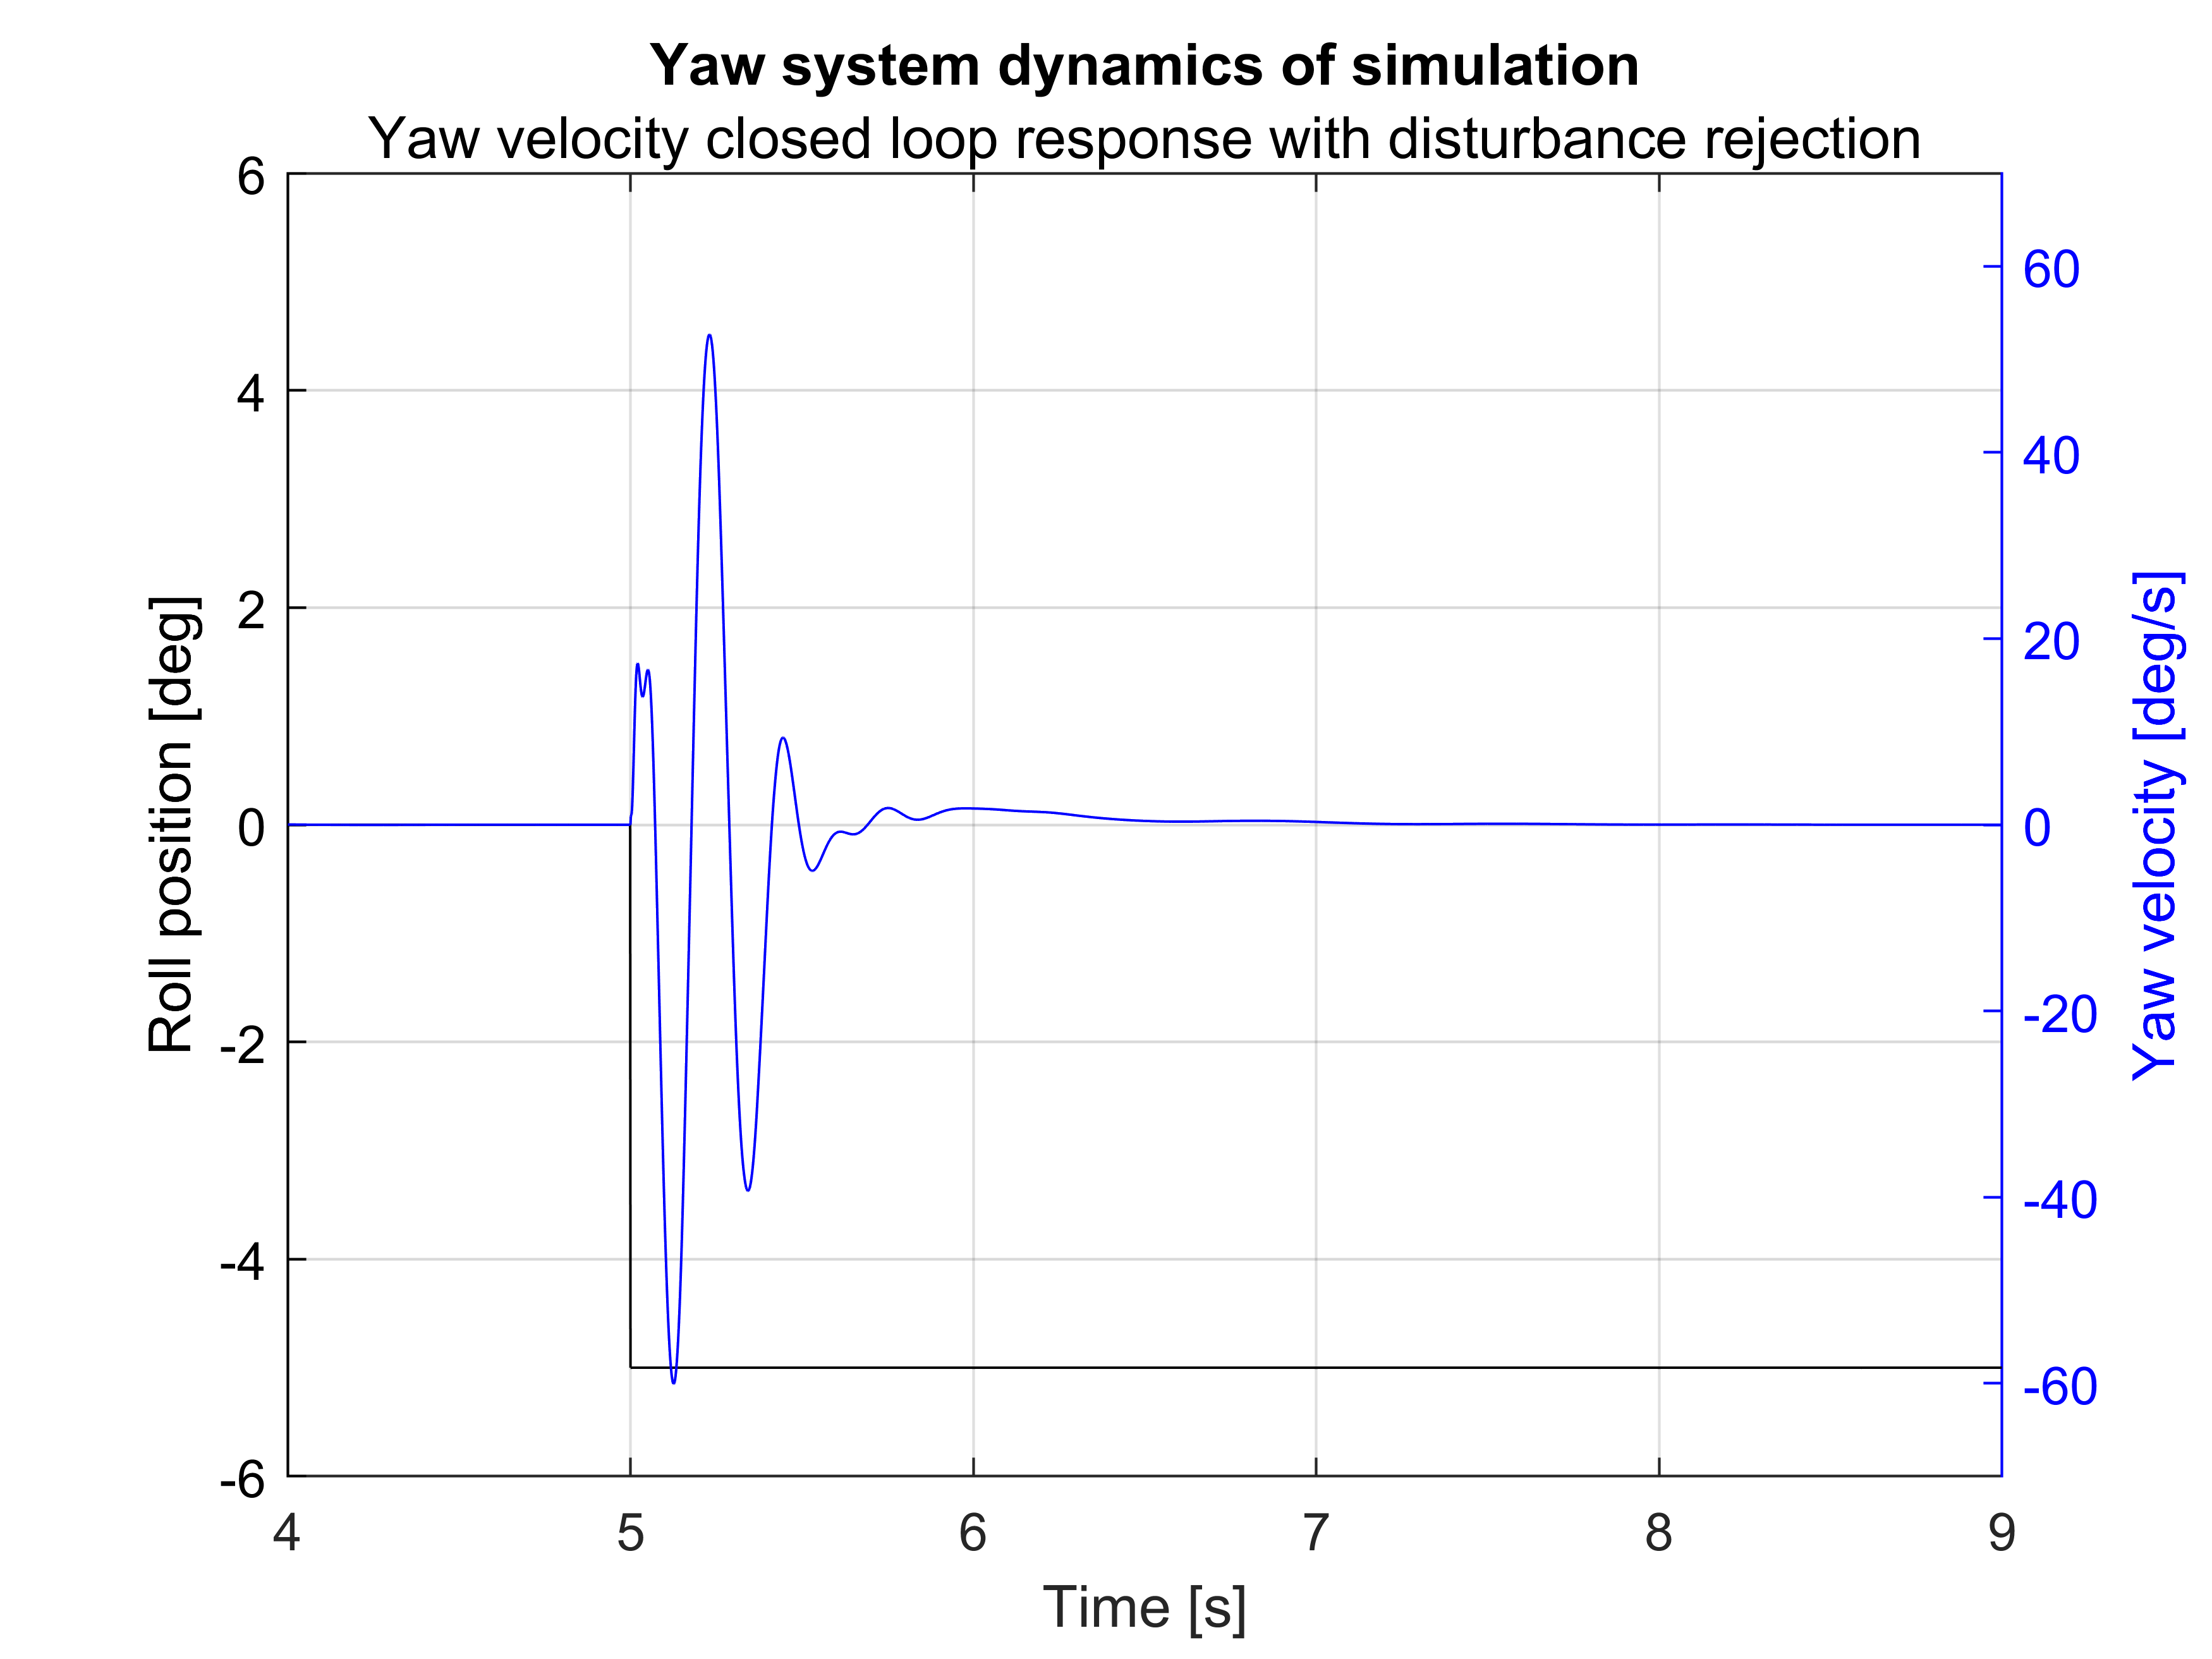 Yaw system dynamics of simulation
Yaw velocity closed loop response with disturbance rejection
Roll position [deg]
6
4
2
0
-2
-4
-6
4 5 6 7 8 9
Time [s]
60
40
20
0
-20
-40
-60
Yaw velocity [deg/s]